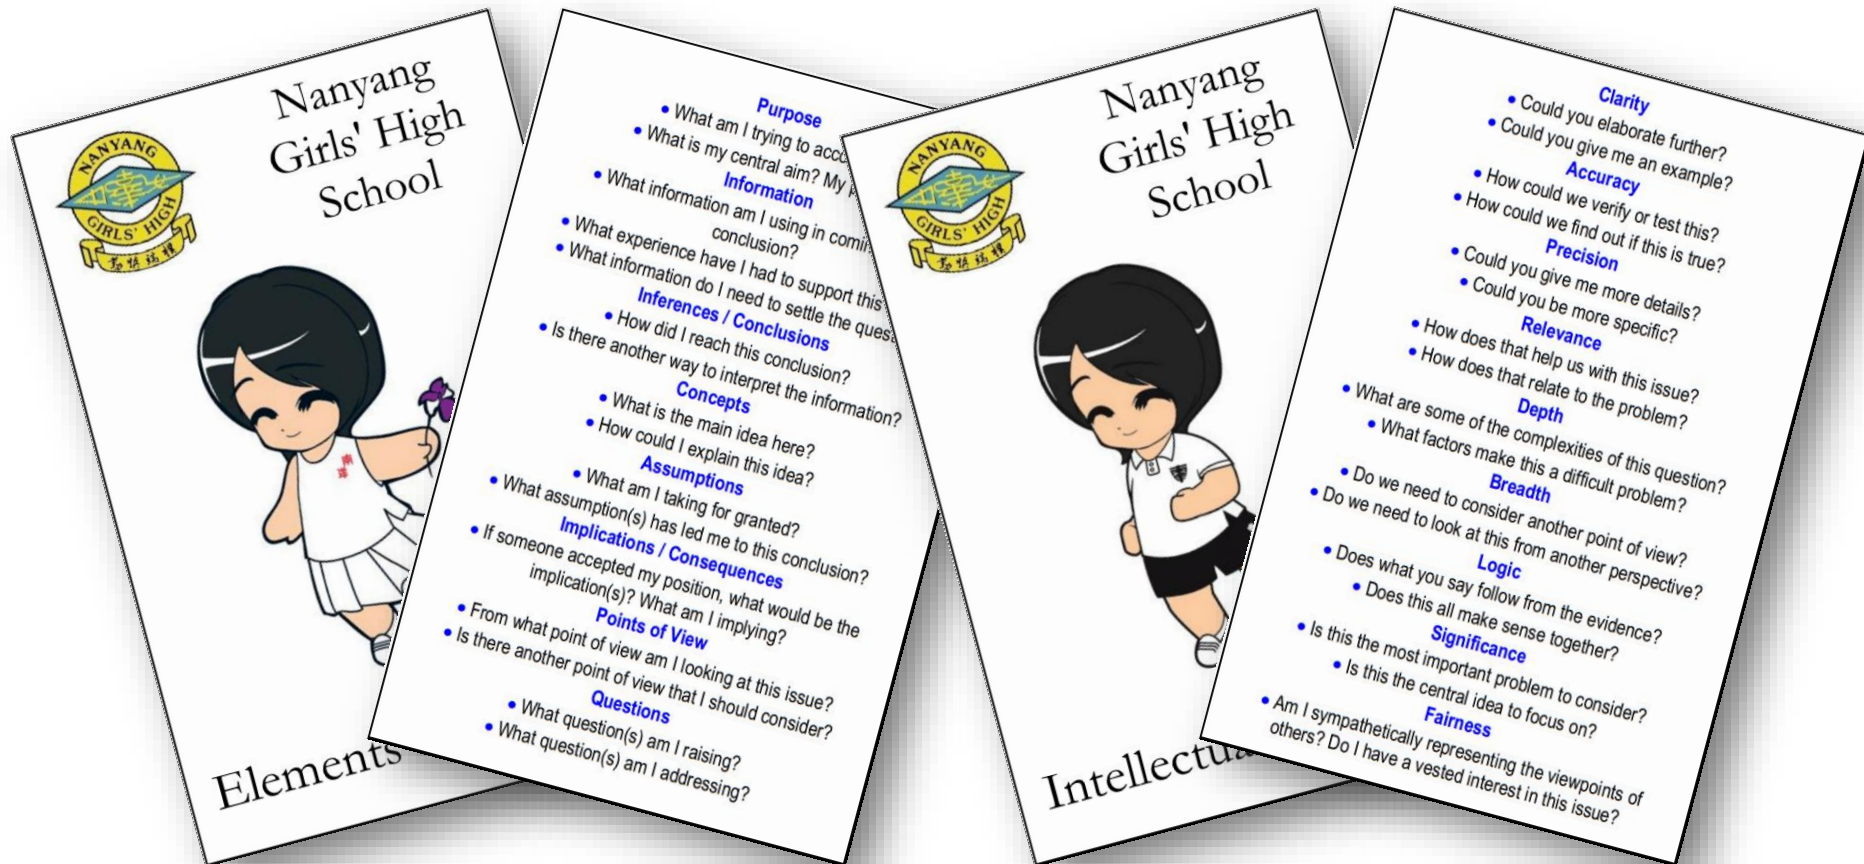 Nanyang
Girls' High
School
NANYANG
GIRLS' HIGH
Elements
Purpose
• What am I trying to
• What is my central aim? My
Information
• What information am I using in
conclusion?
• What experience have I had to support this
• What information do I need to settle the
Inferences / Conclusions
• How did I reach this conclusion?
• Is there another way to interpret the information?
Concepts
• What is the main idea here?
• How could I explain this idea?
Assumptions
• What am I taking for granted?
• What assumption(s) has led me to this conclusion?
Implications / Consequences
• If someone accepted my position, what would be the
implication(s)? What am I implying?
Points of View
• From what point of view am I looking at this issue?
• Is there another point of view that I should consider?
Questions
• What question(s) am I raising?
• What question(s) am I addressing?
Nanyang
Girls' High
School
NANYANG
GIRLS' HIGH
Clarity
• Could you elaborate further?
• Could you give me an example?
Accuracy
• How could we verify or test this?
• How could we find out if this is true?
Precision
• Could you give me more details?
• Could you be more specific?
Relevance
• How does that help us with this issue?
• How does that relate to the problem?
Depth
• What are some of the complexities of this question?
• What factors make this a difficult problem?
Breadth
• Do we need to consider another point of view?
• Do we need to look at this from another perspective?
Logic
• Does what you say follow from the evidence?
• Does this all make sense together?
Significance
• Is this the most important problem to consider?
• Is this the central idea to focus on?
Fairness
• Am I sympathetically representing the viewpoints of
others? Do I have a vested interest in this issue?